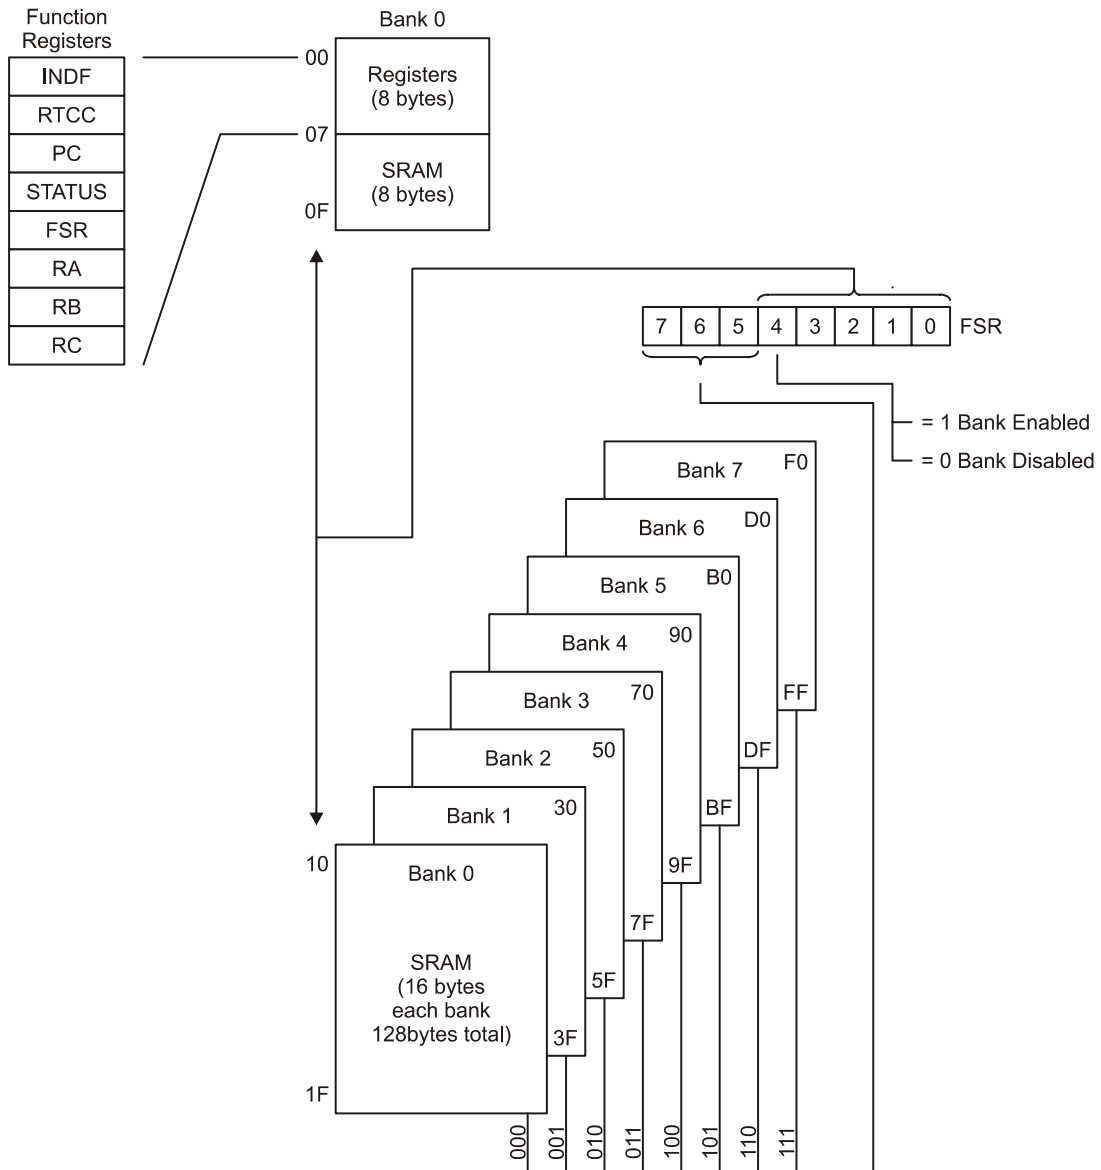 Function
Registers
INDF
RTCC
PC
STATUS
FSR
RA
RB
RC
Bank 0
00
Registers
(8 bytes)
07
SRAM
(8 bytes)
0F
7 6 5 4 3 2 1 0 FSR
= 1 Bank Enabled
= 0 Bank Disabled
Bank 7 F0
FF
Bank 6 D0
DF
Bank 5 B0
BF
Bank 4 90
9F
Bank 3 70
7F
Bank 2 50
5F
Bank 1 30
3F
10
Bank 0
SRAM
(16 bytes
each bank
128bytes total)
1F
000 001 010 011 100 101 110 111